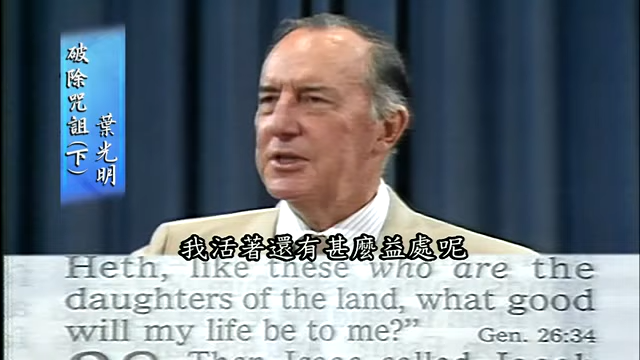 破除咒詛(下)
葉光明
我活著還有甚麼益處呢
Heth, like these who are the
daughters of the land, what good
will my life be to me?” Gen. 26:34
Then Isaac called